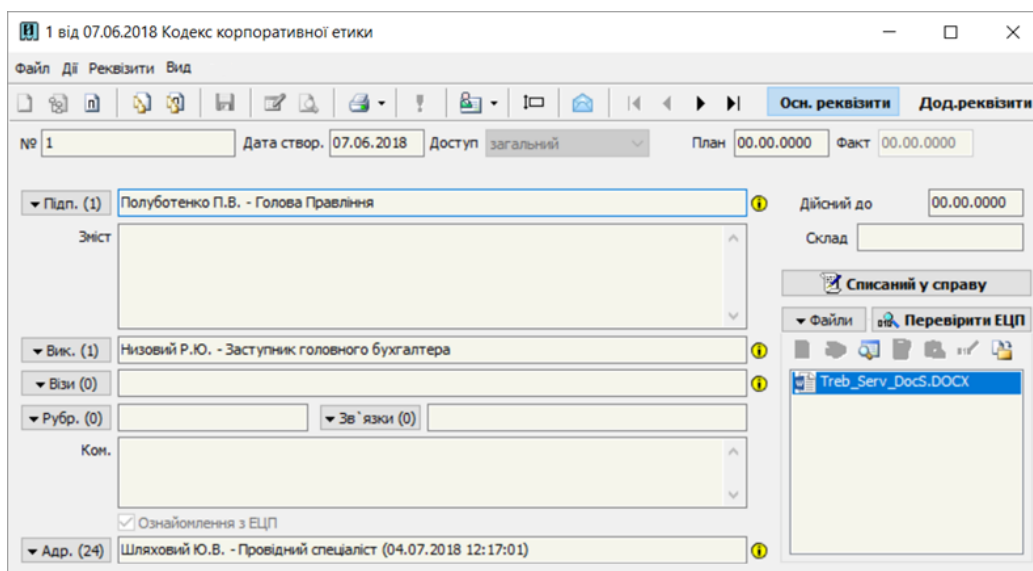 1 від 07.06.2018 Кодекс корпоративної етики
Файл Дії Реквізити Вид
Осн. реквізити Дод.реквізити
№ 1 Дата створ. 07.06.2018 Доступ загальний План 00.00.0000 Факт 00.00.0000
Підп. (1) Полуботенко П.В. - Голова Правління Дійсний до 00.00.0000
Зміст Склад
Списаний у справу
Файли Перевірити ЕЦП
Вик. (1) Низовий Р.Ю. - Заступник головного бухгалтера
Візи (0) Treb_Serv_DocS.DOCX
Рубр. (0) Зв`язки (0)
Ком.
Ознайомлення з ЕЦП
Адр. (24) Шляховий Ю.В. - Провідний спеціаліст (04.07.2018 12:17:01)